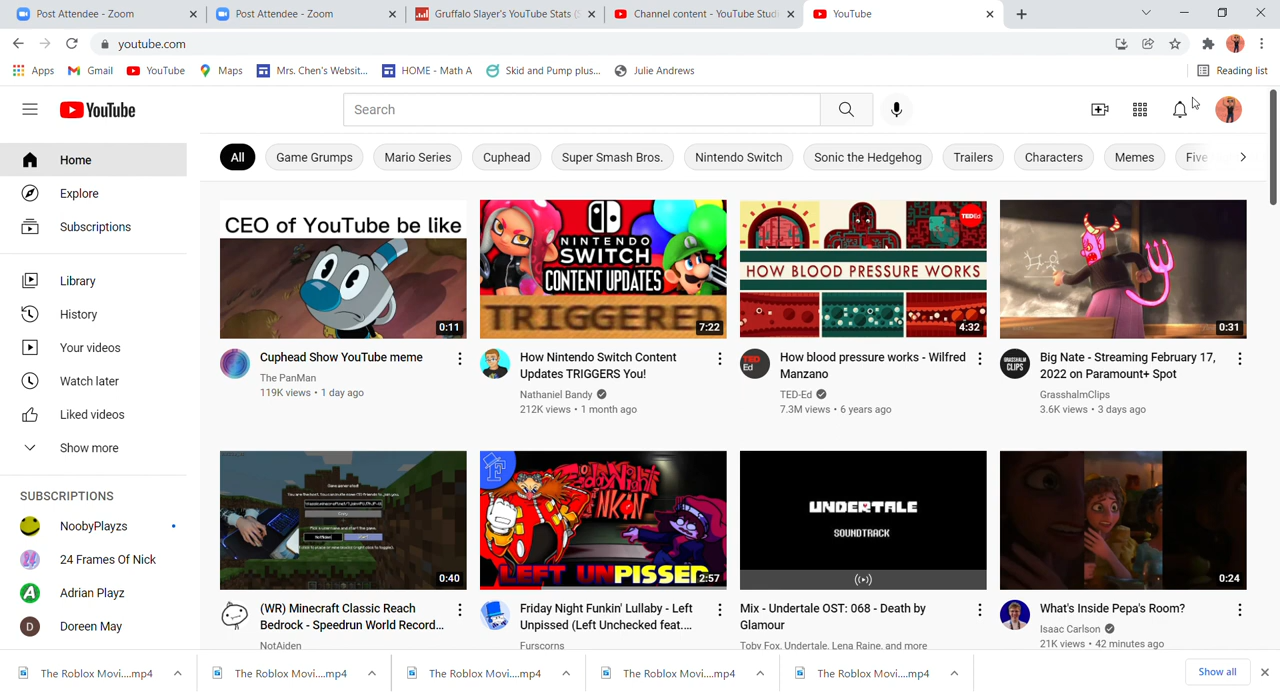 Post Attendee - Zoom
Post Attendee - Zoom
Gruffalo Slayer's YouTube Stats (
Channel content - YouTube Stud
YouTube
youtube.com
Apps
Gmail
YouTube
Maps
Mrs. Chen's Websit...
HOME - Math A
Skid and Pump plus...
Julie Andrews
Reading list
YouTube
Search
Home
Explore
Subscriptions
Library
History
Your videos
Watch later
Liked videos
Show more
SUBSCRIPTIONS
NoobyPlayzs
24 Frames Of Nick
Adrian Playz
D
Doreen May
All
Game Grumps
Mario Series
Cuphead
Super Smash Bros.
Nintendo Switch
Sonic the Hedgehog
Trailers
Characters
Memes
Five
CEO of YouTube be like
0:11
Cuphead Show YouTube meme
The PanMan
119K views • 1 day ago
NINTENDO
SWITCH
CONTENT UPDATES
TRIGGERED
7:22
How Nintendo Switch Content
Updates TRIGGERS You!
Nathaniel Bandy
212K views • 1 month ago
TED-Ed
HOW BLOOD PRESSURE WORKS
4:32
TED
Ed
How blood pressure works - Wilfred
Manzano
TED-Ed
7.3M views • 6 years ago
0:31
GRASSHALM
CLIPS
Big Nate - Streaming February 17,
2022 on Paramount+ Spot
GrasshalmClips
3.6K views • 3 days ago
0:40
(WR) Minecraft Classic Reach
Bedrock - Speedrun World Record...
NotAiden
LEFT UNPISSED
2:57
Friday Night Funkin' Lullaby - Left
Unpissed (Left Unchecked feat....
Furscorns
UNDERTALE
SOUNDTRACK
Mix - Undertale OST: 068 - Death by
Glamour
Toby Fox, Undertale, Lena Raine, and more
0:24
What's Inside Pepa's Room?
Isaac Carlson
21K views • 42 minutes ago
The Roblox Movi....mp4
The Roblox Movi....mp4
The Roblox Movi....mp4
The Roblox Movi....mp4
The Roblox Movi....mp4
Show all